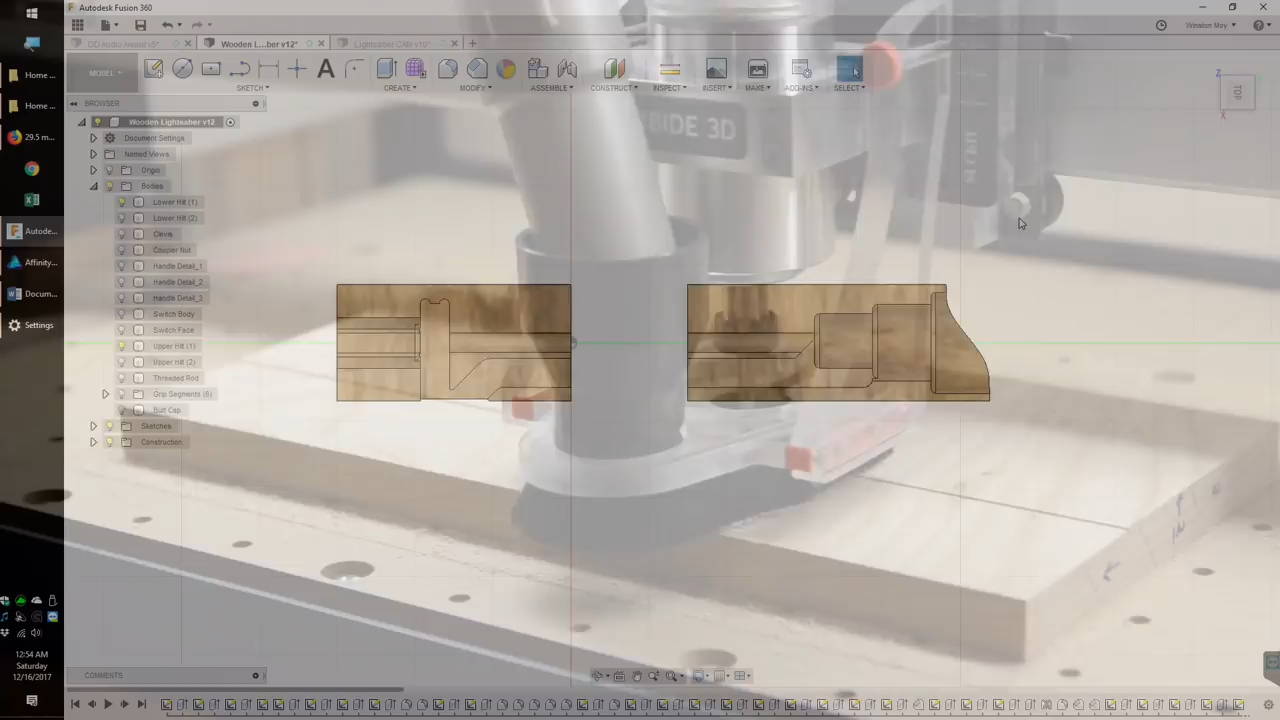 Autodesk Fusion 360
Winston Moy
DD Audio Award v5*
Wooden L...ber v12*
Lightsaber CAM v10*
MODEL
SKETCH
CREATE
MODIFY
ASSEMBLE
CONSTRUCT
INSPECT
INSERT
MAKE
ADD-INS
SELECT
BROWSER
Wooden Lightsaber v12
Document Settings
Named Views
Origin
Bodies
Lower Hilt (1)
Lower Hilt (2)
Clevis
Coupler Nut
Handle Detail_1
Handle Detail_2
Handle Detail_3
Switch Body
Switch Face
Upper Hilt (1)
Upper Hilt (2)
Threaded Rod
Grip Segments (6)
Butt Cap
Sketches
Construction
COMMENTS
Z
TOP
X
BIDE 3D
Home ...
Home ...
29.5 m...
Autode...
Affinity...
Docum...
Settings
12:54 AM
Saturday
12/16/2017